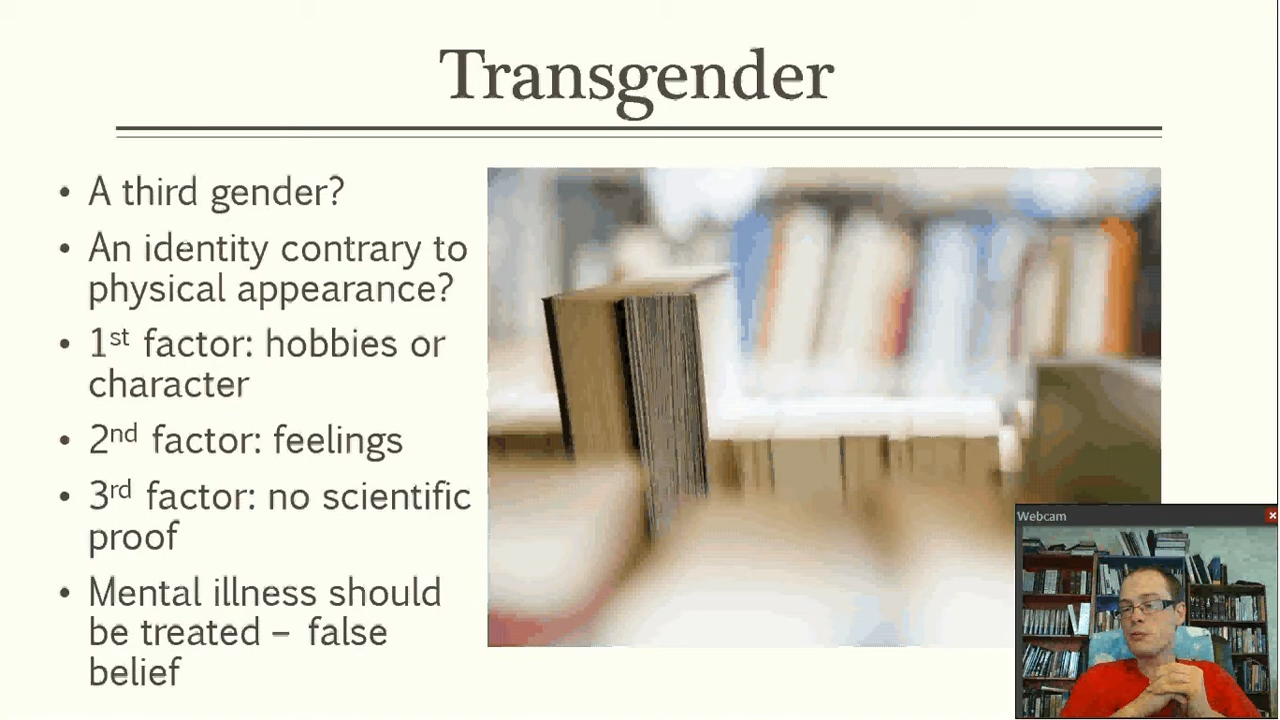 Transgender
• A third gender?
• An identity contrary to
physical appearance?
• 1st factor: hobbies or
character
• 2nd factor: feelings
• 3rd factor: no scientific
proof
• Mental illness should
be treated – false
belief
Webcam